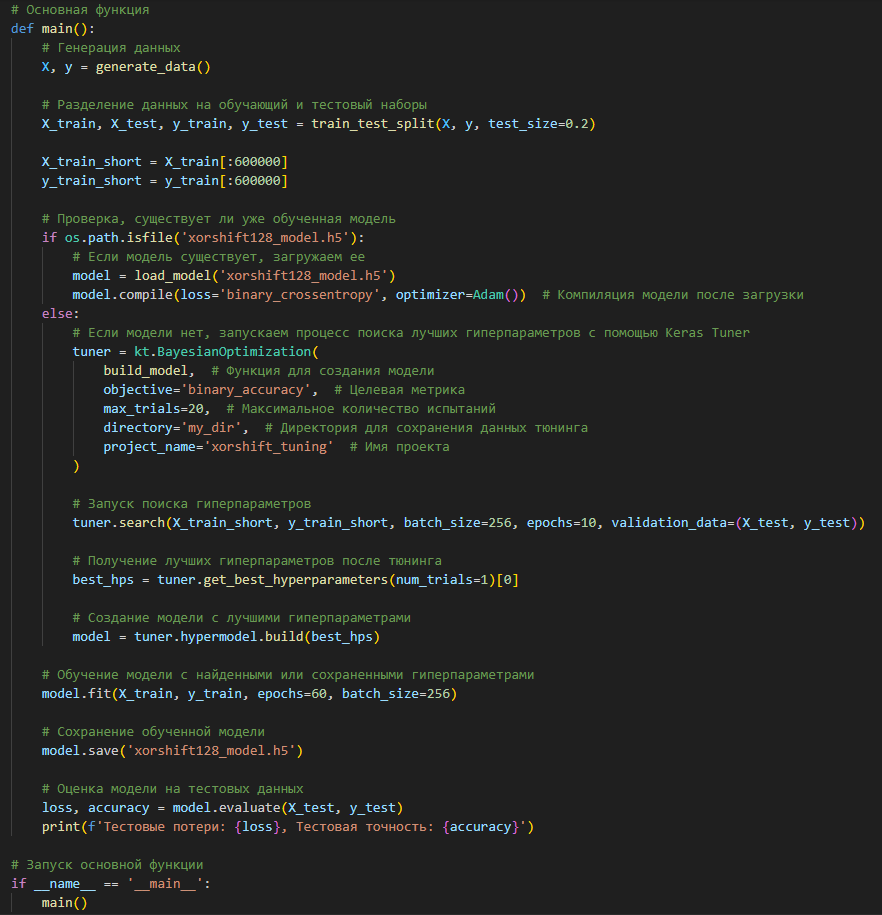 # Основная функция
def main():
    # Генерация данных
    X, y = generate_data()

    # Разделение данных на обучающий и тестовый наборы
    X_train, X_test, y_train, y_test = train_test_split(X, y, test_size=0.2)

    X_train_short = X_train[:600000]
    y_train_short = y_train[:600000]

    # Проверка, существует ли уже обученная модель
    if os.path.isfile('xorshift128_model.h5'):
        # Если модель существует, загружаем ее
        model = load_model('xorshift128_model.h5')
        model.compile(loss='binary_crossentropy', optimizer=Adam())  # Компиляция модели после загрузки
    else:
        # Если модели нет, запускаем процесс поиска лучших гиперпараметров с помощью Keras Tuner
        tuner = kt.BayesianOptimization(
            build_model,  # Функция для создания модели
            objective='binary_accuracy',  # Целевая метрика
            max_trials=20,  # Максимальное количество испытаний
            directory='my_dir',  # Директория для сохранения данных тюнинга
            project_name='xorshift_tuning'  # Имя проекта
        )

        # Запуск поиска гиперпараметров
        tuner.search(X_train_short, y_train_short, batch_size=256, epochs=10, validation_data=(X_test, y_test))

        # Получение лучших гиперпараметров после тюнинга
        best_hps = tuner.get_best_hyperparameters(num_trials=1)[0]

        # Создание модели с лучшими гиперпараметрами
        model = tuner.hypermodel.build(best_hps)

    # Обучение модели с найденными или сохраненными гиперпараметрами
    model.fit(X_train, y_train, epochs=60, batch_size=256)

    # Сохранение обученной модели
    model.save('xorshift128_model.h5')

    # Оценка модели на тестовых данных
    loss, accuracy = model.evaluate(X_test, y_test)
    print(f'Тестовые потери: {loss}, Тестовая точность: {accuracy}')

# Запуск основной функции
if __name__ == '__main__':
    main()